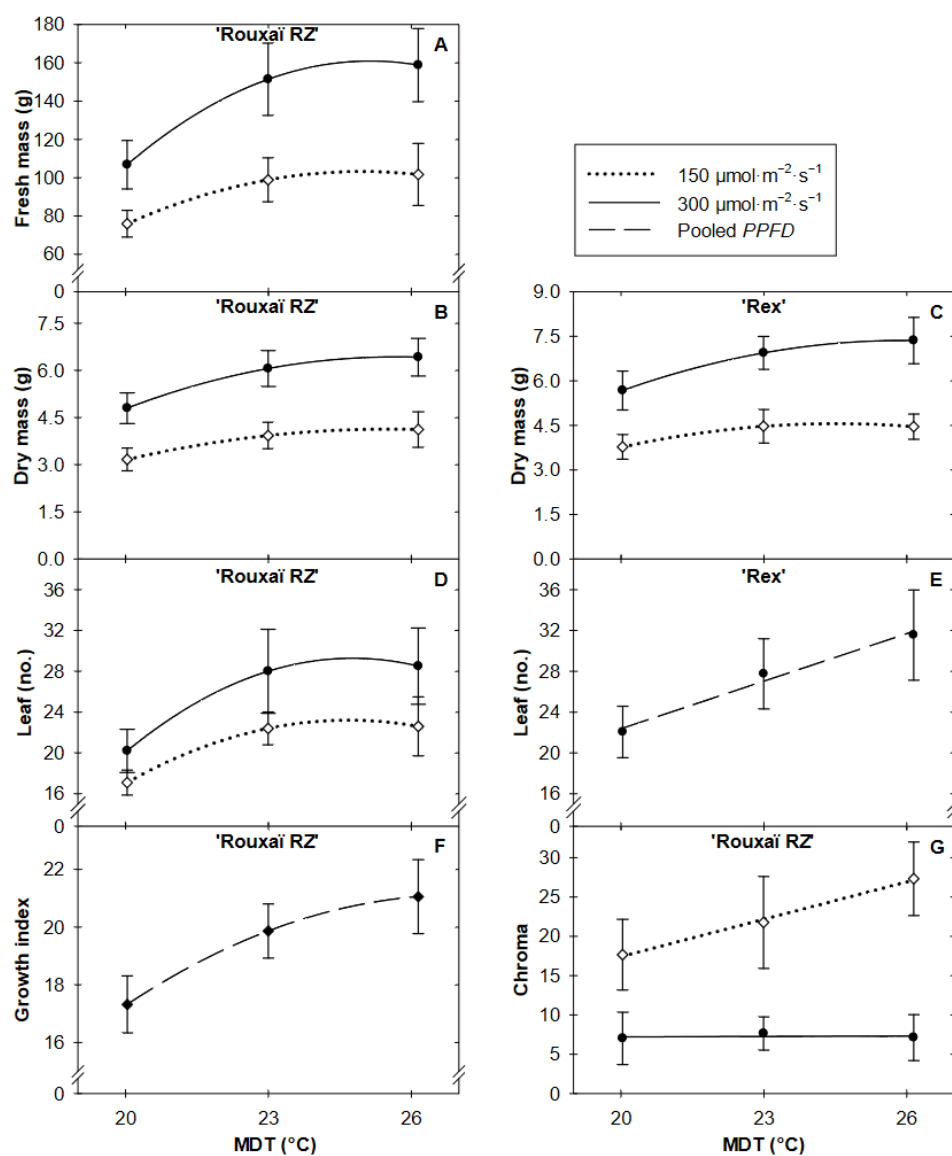 'Rouxaï RZ'
A
Fresh mass (g)
180
160
140
120
100
80
60
0
150 µmol·m⁻²·s⁻¹
300 µmol·m⁻²·s⁻¹
Pooled PPFD
'Rouxaï RZ'
B
Dry mass (g)
7.5
6.0
4.5
3.0
1.5
0.0
'Rex'
C
Dry mass (g)
9.0
7.5
6.0
4.5
3.0
1.5
0.0
'Rouxaï RZ'
D
Leaf (no.)
36
32
28
24
20
16
0
'Rex'
E
Leaf (no.)
36
32
28
24
20
16
0
'Rouxaï RZ'
F
Growth index
22
20
18
16
0
20 23 26
MDT (°C)
'Rouxaï RZ'
G
Chroma
30
25
20
15
10
5
0
20 23 26
MDT (°C)